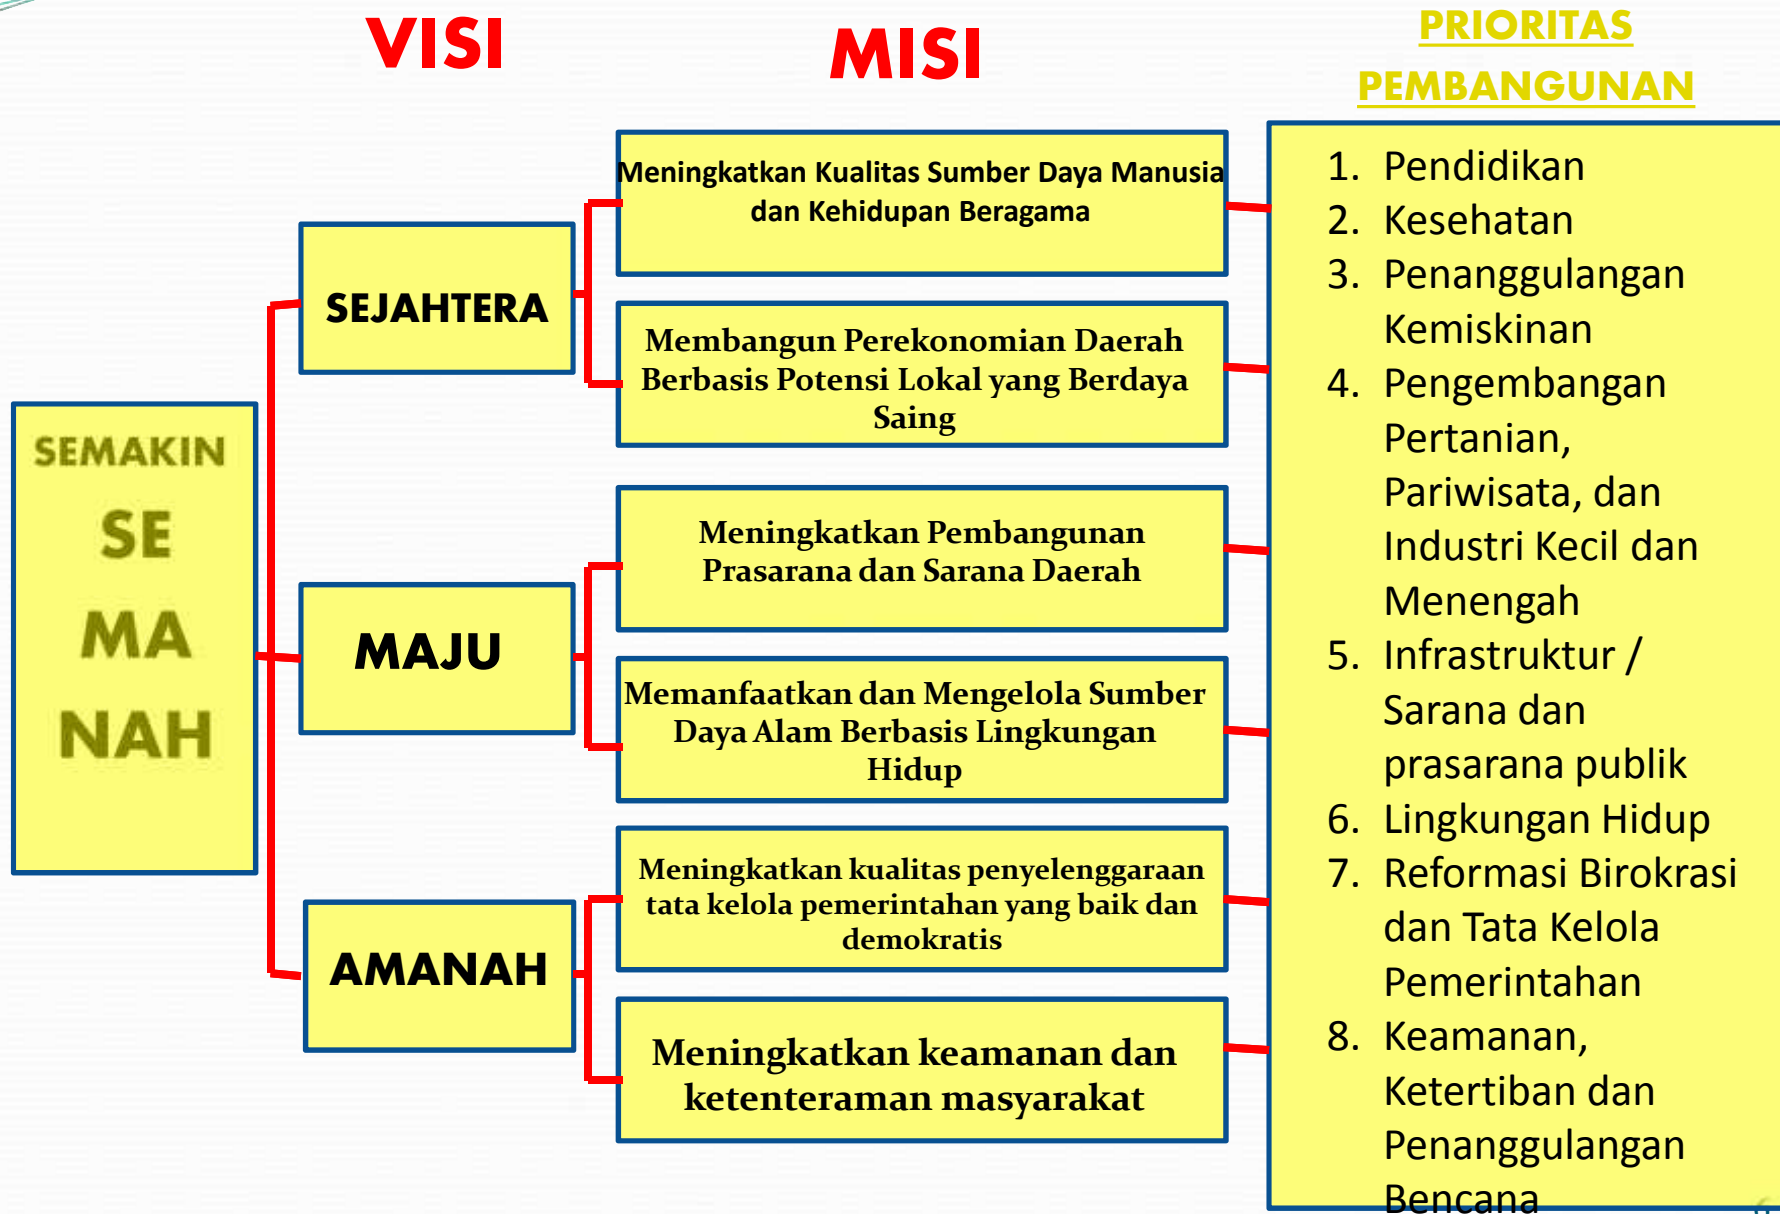 VISI
MISI
PRIORITAS
PEMBANGUNAN
SEMAKIN
SE
MA
NAH
SEJAHTERA
MAJU
AMANAH
Meningkatkan Kualitas Sumber Daya Manusia
dan Kehidupan Beragama
Membangun Perekonomian Daerah
Berbasis Potensi Lokal yang Berdaya
Saing
Meningkatkan Pembangunan
Prasarana dan Sarana Daerah
Memanfaatkan dan Mengelola Sumber
Daya Alam Berbasis Lingkungan
Hidup
Meningkatkan kualitas penyelenggaraan
tata kelola pemerintahan yang baik dan
demokratis
Meningkatkan keamanan dan
ketenteraman masyarakat
1. Pendidikan
2. Kesehatan
3. Penanggulangan
Kemiskinan
4. Pengembangan
Pertanian,
Pariwisata, dan
Industri Kecil dan
Menengah
5. Infrastruktur /
Sarana dan
prasarana publik
6. Lingkungan Hidup
7. Reformasi Birokrasi
dan Tata Kelola
Pemerintahan
8. Keamanan,
Ketertiban dan
Penanggulangan
Bencana